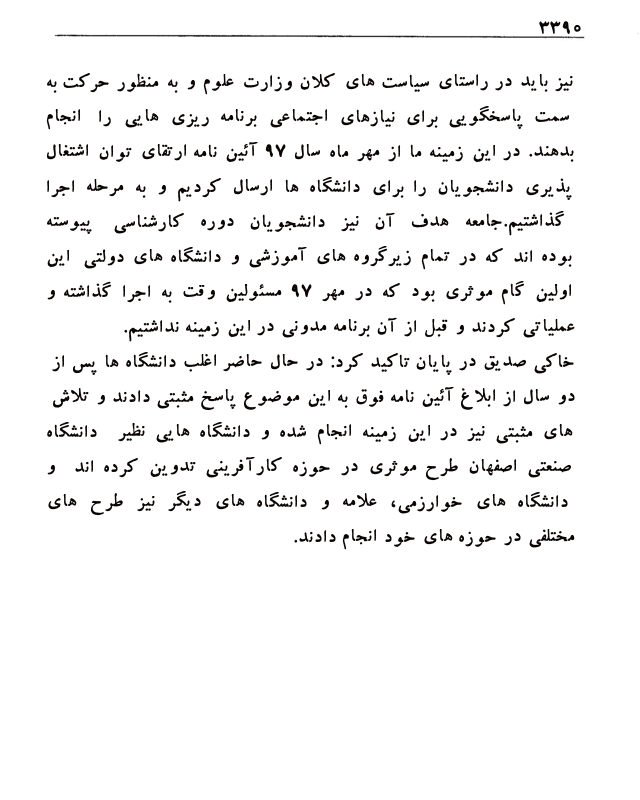 ۳۳۹۰
نیز باید در راستای سیاست های کلان وزارت علوم و به منظور حرکت به
سمت پاسخگویی برای نیازهای اجتماعی برنامه ریزی هایی را انجام
بدهند. در این زمینه ما از مهر ماه سال ۹۷ آئین نامه ارتقای توان اشتغال
پذیری دانشجویان را برای دانشگاه ها ارسال کردیم و به مرحله اجرا
گذاشتیم.جامعه هدف آن نیز دانشجویان دوره کارشناسی پیوسته
بوده اند که در تمام زیرگروه های آموزشی و دانشگاه های دولتی این
اولین گام موثری بود که در مهر ۹۷ مسئولین وقت به اجرا گذاشته و
عملیاتی کردند و قبل از آن برنامه مدونی در این زمینه نداشتیم.
خاکی صدیق در پایان تاکید کرد: در حال حاضر اغلب دانشگاه ها پس از
دو سال از ابلاغ آئین نامه فوق به این موضوع پاسخ مثبتی دادند و تلاش
های مثبتی نیز در این زمینه انجام شده و دانشگاه هایی نظیر دانشگاه
صنعتی اصفهان طرح موثری در حوزه کارآفرینی تدوین کرده اند و
دانشگاه های خوارزمی، علامه و دانشگاه های دیگر نیز طرح های
مختلفی در حوزه های خود انجام دادند.